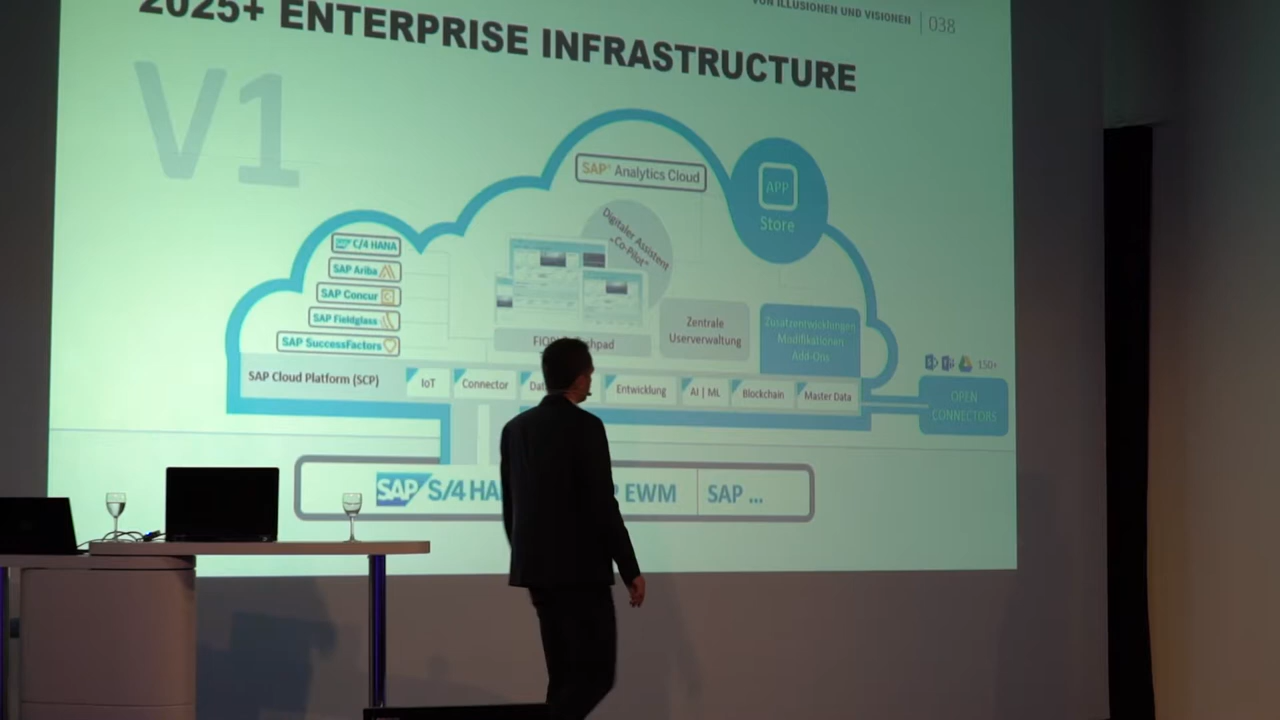 VON ILLUSIONEN UND VISIONEN | 038
2025+ ENTERPRISE INFRASTRUCTURE
V1
SAP Analytics Cloud
APP
Store
Digitaler Assistent
„Co-Pilot"
SAP C/4 HANA
SAP Ariba
SAP Concur
SAP Fieldglass
SAP SuccessFactors
Zentrale
Userverwaltung
Zusatzentwicklungen
Modifikationen
Add-Ons
SAP Cloud Platform (SCP)
IoT
Connector
Entwicklung
AI | ML
Blockchain
Master Data
150+
OPEN
CONNECTORS
SAP S/4 HA
EWM
SAP ...